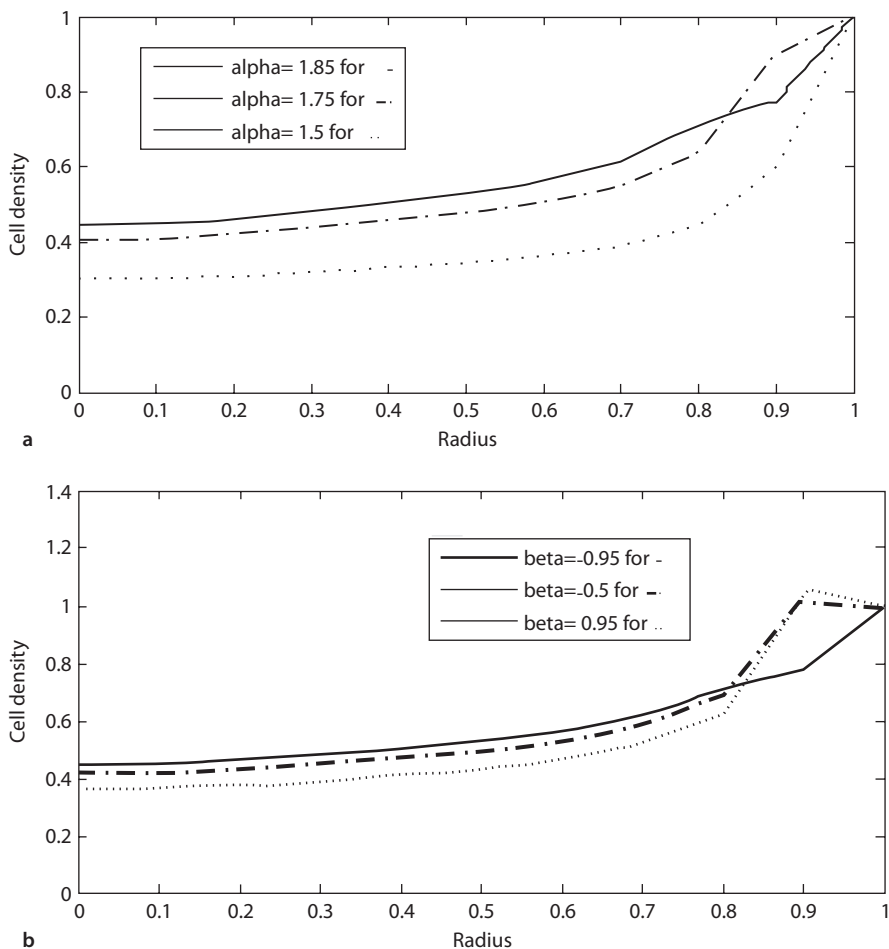 1
0.8
0.6
0.4
0.2
0
Cell density
alpha= 1.85 for -
alpha= 1.75 for -·-
alpha= 1.5 for ..
0 0.1 0.2 0.3 0.4 0.5 0.6 0.7 0.8 0.9 1
a
Radius
1.4
1.2
1
0.8
0.6
0.4
0.2
0
Cell density
beta=-0.95 for -
beta=-0.5 for -·-
beta= 0.95 for ..
0 0.1 0.2 0.3 0.4 0.5 0.6 0.7 0.8 0.9 1
b
Radius